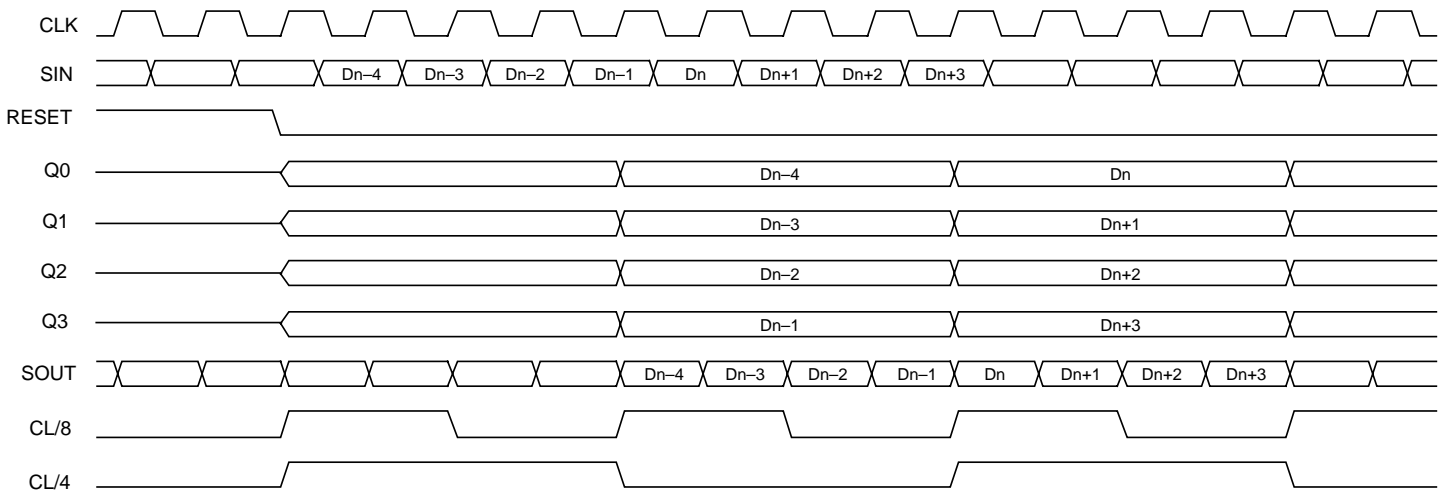 CLK
SIN Dn–4 Dn–3 Dn–2 Dn–1 Dn Dn+1 Dn+2 Dn+3
RESET
Q0 Dn–4 Dn
Q1 Dn–3 Dn+1
Q2 Dn–2 Dn+2
Q3 Dn–1 Dn+3
SOUT Dn–4 Dn–3 Dn–2 Dn–1 Dn Dn+1 Dn+2 Dn+3
CL/8
CL/4